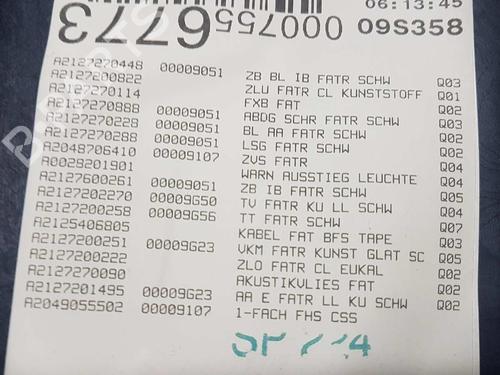 6773 000755 06:13:45
09S358
A2127270448 00009051 ZB BL IB FATR SCHW Q03
A2127200822 ZLU FATR CL KUNSTOFF Q01
A2127270114 FXB FAT Q02
A2127270888 00009051 ABDG SCHR FATR SCHW Q03
A2127270228 00009051 BL AA FATR SCHW Q02
A2127270288 00009051 LSG FATR SCHW Q02
A2048706410 00009107 ZVS FATR Q04
A0028201901 WARN AUSSTIEG LEUCHTE Q04
A2127600261 00009051 ZB IB FATR SCHW Q05
A2127202270 00009G50 TV FATR KU LL SCHW Q04
A2127200258 00009G56 TT FATR SCHW Q07
A2125406805 KABEL FAT BFS TAPE Q03
A2127200251 00009G23 VKM FATR KUNST GLAT SC Q05
A2127200222 ZLO FATR CL EUKAL Q02
A2127270090 AKUSTIKVLIES FAT
A2127201495 00009G23 AA E FATR LL KU SCHW Q02
A2049055502 00009107 1-FACH FHS CSS